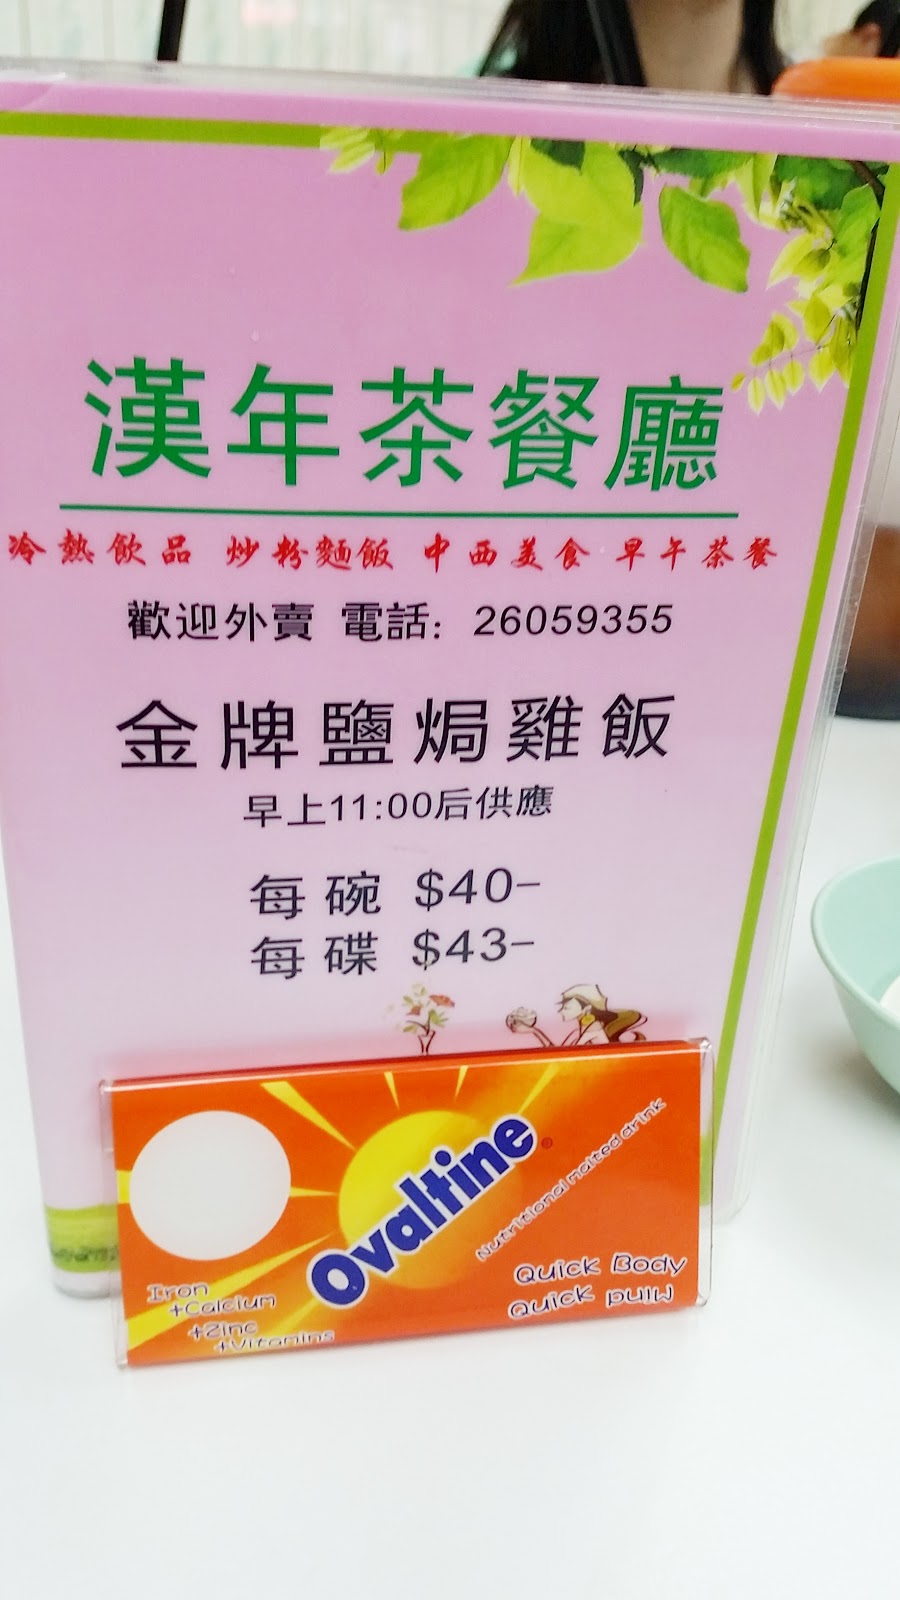 漢年茶餐廳
冷熱飲品 炒粉麵飯 中西美食 早午茶餐
歡迎外賣 電話: 26059355
金牌鹽焗雞飯
早上11:00后供應
每碗 $40-
每碟 $43-
Ovaltine®
Nutritional malted drink
Iron
+Calcium
+Zinc
+Vitamins
Quick Body
Quick Mind